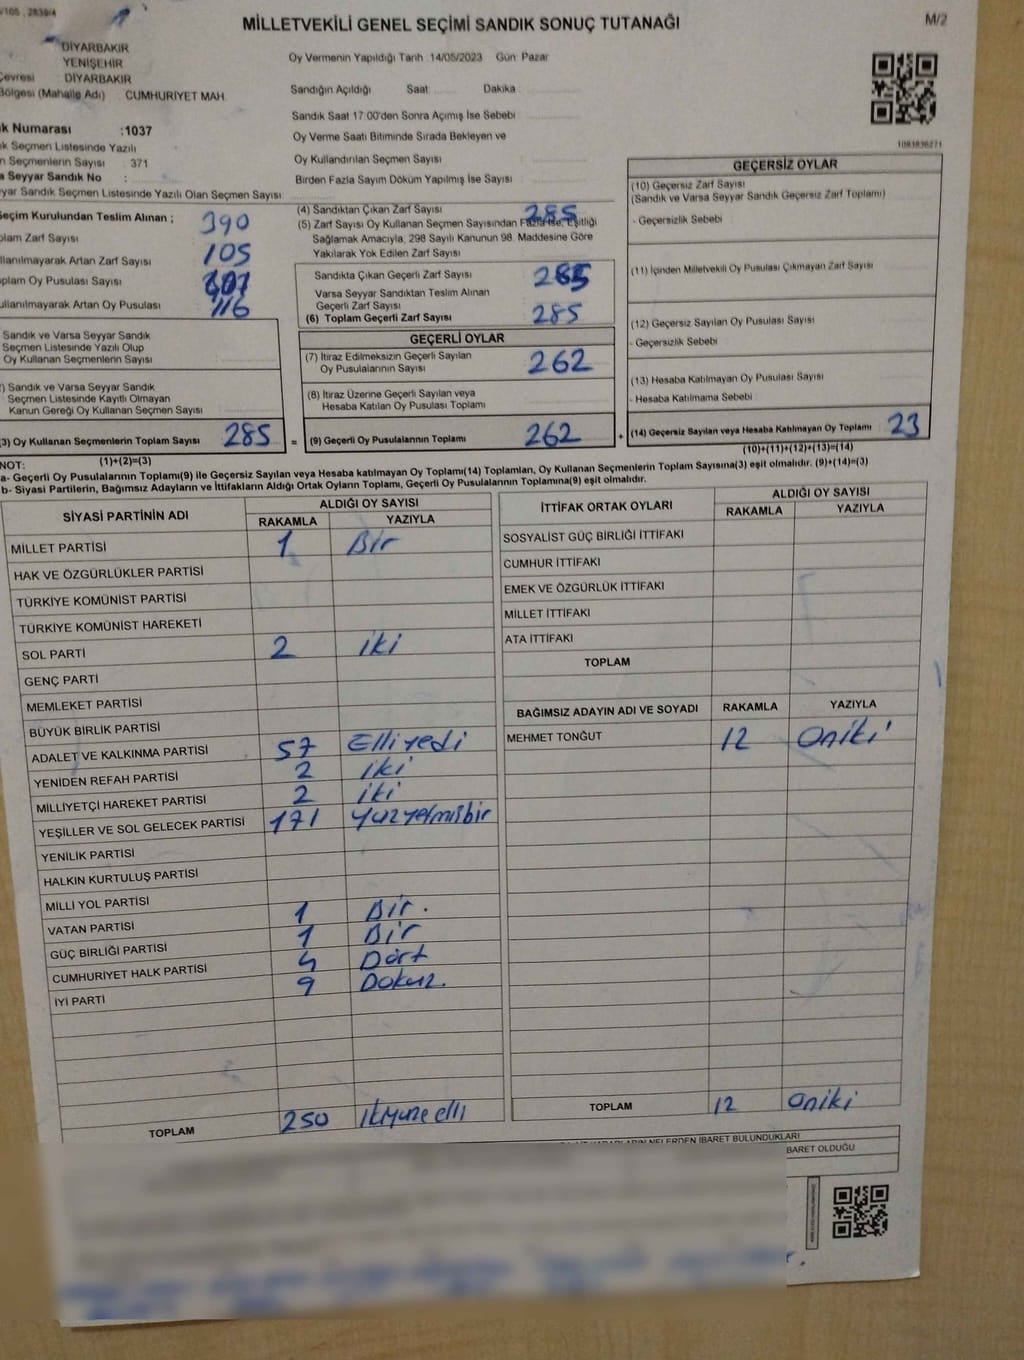 MİLLETVEKİLİ GENEL SEÇİMİ SANDIK SONUÇ TUTANAĞI
M/2
DİYARBAKIR
YENİŞEHİR
DİYARBAKIR
Bölgesi (Mahalle Adı) CUMHURİYET MAH
Numarası :1037
Seçmen Listesinde Yazılı
Seçmenlerin Sayısı 371
Seyyar Sandık No :
Sandık Seçmen Listesinde Yazılı Olan Seçmen Sayısı
Oy Vermenin Yapıldığı Tarih 14/05/2023 Gün Pazar
Sandığın Açıldığı Saat Dakika
Sandık Saat 17.00'den Sonra Açmış İse Sebebi
Oy Verme Saati Bitiminde Sırada Bekleyen ve
Oy Kullandırılan Seçmen Sayısı
Birden Fazla Sayım Döküm Yapılmış İse Sayısı
1083836271
Seçim Kurulundan Teslim Alınan ; 390
Zarf Sayısı
Artan Zarf Sayısı 105
Oy Pusulası Sayısı
Artan Oy Pusulası 116
Sandık ve Varsa Seyyar Sandık
Seçmen Listesinde Yazılı Olup
Oy Kullanan Seçmenlerin Sayısı
Sandık ve Varsa Seyyar Sandık
Seçmen Listesinde Kayıtlı Olmayan
Kanun Gereği Oy Kullanan Seçmen Sayısı
(3) Oy Kullanan Seçmenlerin Toplam Sayısı 285 =
(1)+(2)=(3)
(4) Sandıktan Çıkan Zarf Sayısı 285
(5) Zarf Sayısı Oy Kullanan Seçmen Sayısından Fazla İse, Eşitliği
Sağlamak Amacıyla, 298 Sayılı Kanunun 98. Maddesine Göre
Yakılarak Yok Edilen Zarf Sayısı
Sandıkta Çıkan Geçerli Zarf Sayısı 285
Varsa Seyyar Sandıktan Teslim Alınan
Geçerli Zarf Sayısı
(6) Toplam Geçerli Zarf Sayısı 285
GEÇERLİ OYLAR
(7) İtiraz Edilmeksizin Geçerli Sayılan
Oy Pusulalarının Sayısı 262
(8) İtiraz Üzerine Geçerli Sayılan veya
Hesaba Katılan Oy Pusulası Toplamı
(9) Geçerli Oy Pusulalarının Toplamı 262 +
GEÇERSİZ OYLAR
(10) Geçersiz Zarf Sayısı
(Sandık ve Varsa Seyyar Sandık Geçersiz Zarf Toplamı)
- Geçersizlik Sebebi
(11) İçinden Milletvekili Oy Pusulası Çıkmayan Zarf Sayısı
(12) Geçersiz Sayılan Oy Pusulası Sayısı
- Geçersizlik Sebebi
(13) Hesaba Katılmayan Oy Pusulası Sayısı
- Hesaba Katılmama Sebebi
(14) Geçersiz Sayılan veya Hesaba Katılmayan Oy Toplamı 23
(10)+(11)+(12)+(13)=(14)
NOT:
a- Geçerli Oy Pusulalarının Toplamı(9) ile Geçersiz Sayılan veya Hesaba katılmayan Oy Toplamı(14) Toplamları, Oy Kullanan Seçmenlerin Toplam Sayısına(3) eşit olmalıdır. (9)+(14)=(3)
b- Siyasi Partilerin, Bağımsız Adayların ve İttifakların Aldığı Ortak Oyların Toplamı, Geçerli Oy Pusulalarının Toplamına(9) eşit olmalıdır.
SİYASİ PARTİNİN ADI ALDIĞI OY SAYISI
RAKAMLA YAZIYLA
MİLLET PARTİSİ 1 Bir
HAK VE ÖZGÜRLÜKLER PARTİSİ
TÜRKİYE KOMÜNİST PARTİSİ
TÜRKİYE KOMÜNİST HAREKETİ
SOL PARTİ 2 iki
GENÇ PARTİ
MEMLEKET PARTİSİ
BÜYÜK BİRLİK PARTİSİ
ADALET VE KALKINMA PARTİSİ 57 Elliyedi
YENİDEN REFAH PARTİSİ 2 iki
MİLLİYETÇİ HAREKET PARTİSİ 2 iki
YEŞİLLER VE SOL GELECEK PARTİSİ 171 Yüzyetmişbir
YENİLİK PARTİSİ
HALKIN KURTULUŞ PARTİSİ
MİLLİ YOL PARTİSİ
VATAN PARTİSİ 1 Bir.
GÜÇ BİRLİĞİ PARTİSİ 1 Bir
CUMHURİYET HALK PARTİSİ 4 Dört
İYİ PARTİ 9 Dokuz.
TOPLAM 250 ikiyüzelli
İTTİFAK ORTAK OYLARI ALDIĞI OY SAYISI
RAKAMLA YAZIYLA
SOSYALİST GÜÇ BİRLİĞİ İTTİFAKI
CUMHUR İTTİFAKI
EMEK VE ÖZGÜRLÜK İTTİFAKI
MİLLET İTTİFAKI
ATA İTTİFAKI
TOPLAM
BAĞIMSIZ ADAYIN ADI VE SOYADI RAKAMLA YAZIYLA
MEHMET TONĞUT 12 Oniki
TOPLAM 12 Oniki
NELERDEN İBARET BULUNDUKLARI
İBARET OLDUĞU